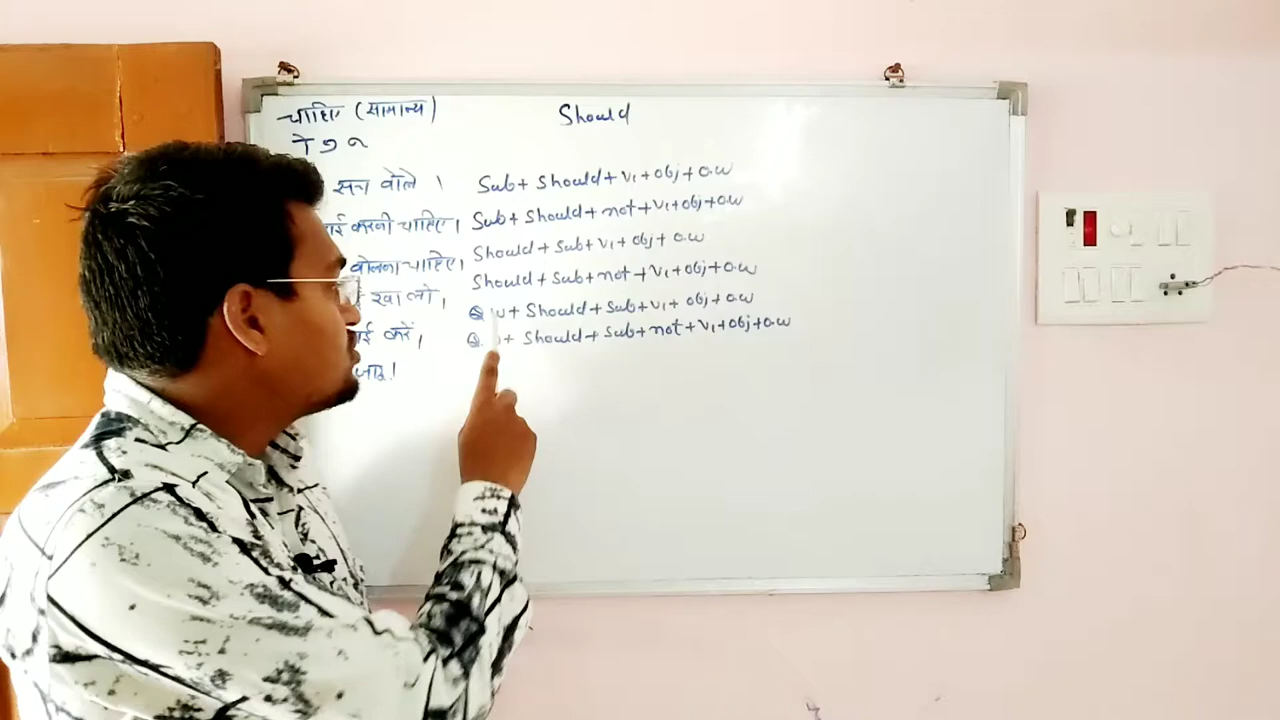 चाहिए (सामान्य) Should
े े
सच बोले । Sub + Should + V1 + obj + o.w
करनी चाहिए। Sub + Should + not + V1 + obj + o.w
Should + Sub + V1 + obj + o.w
बोलना चाहिए। Should + Sub + not + V1 + obj + o.w
खा लो। Q.w + Should + Sub + V1 + obj + o.w
करें। + Should + Sub + not + V1 + obj + o.w